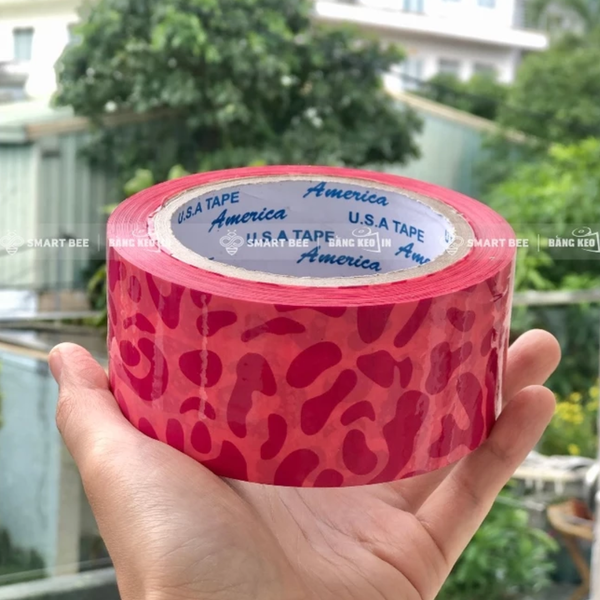 America
U.S.A TAPE America U.S.A TAPE
U.S.A TAPE America
America
SMART BEE | BĂNG KEO IN SMART BEE | BĂNG KEO IN SMART BEE | BĂNG KEO